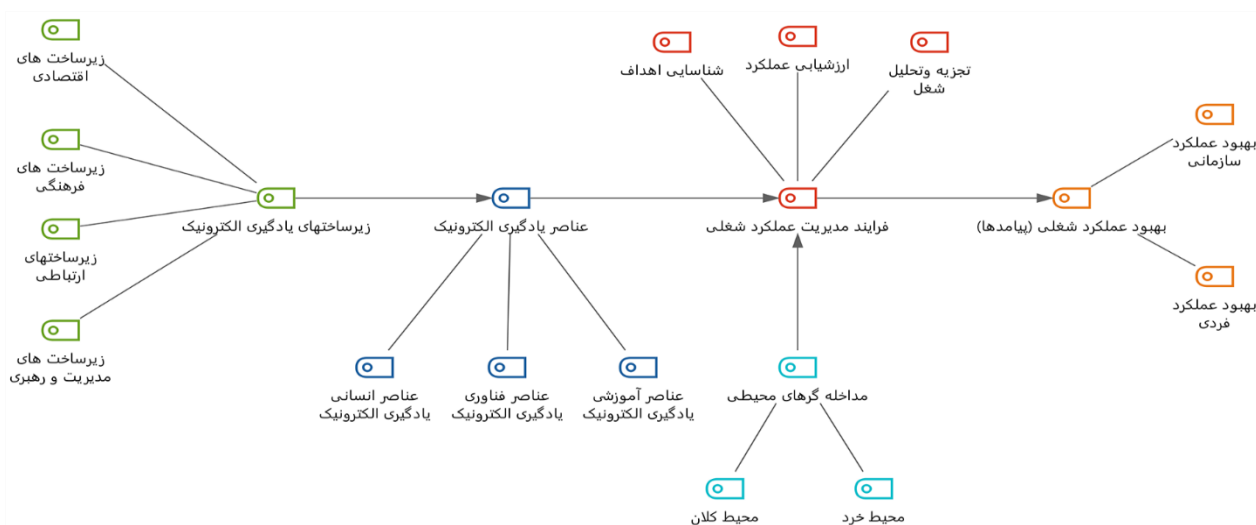 زیرساخت های
اقتصادی
زیرساخت های
فرهنگی
زیرساختهای
ارتباطی
زیرساخت های
مدیریت و رهبری
زیرساختهای یادگیری الکترونیک
عناصر یادگیری الکترونیک
عناصر انسانی
یادگیری الکترونیک
عناصر فناوری
یادگیری الکترونیک
عناصر آموزشی
یادگیری الکترونیک
شناسایی اهداف
ارزشیابی عملکرد
تجزیه وتحلیل
شغل
فرایند مدیریت عملکرد شغلی
مداخله گرهای محیطی
محیط کلان
محیط خرد
بهبود عملکرد شغلی (پیامدها)
بهبود عملکرد
سازمانی
بهبود عملکرد
فردی